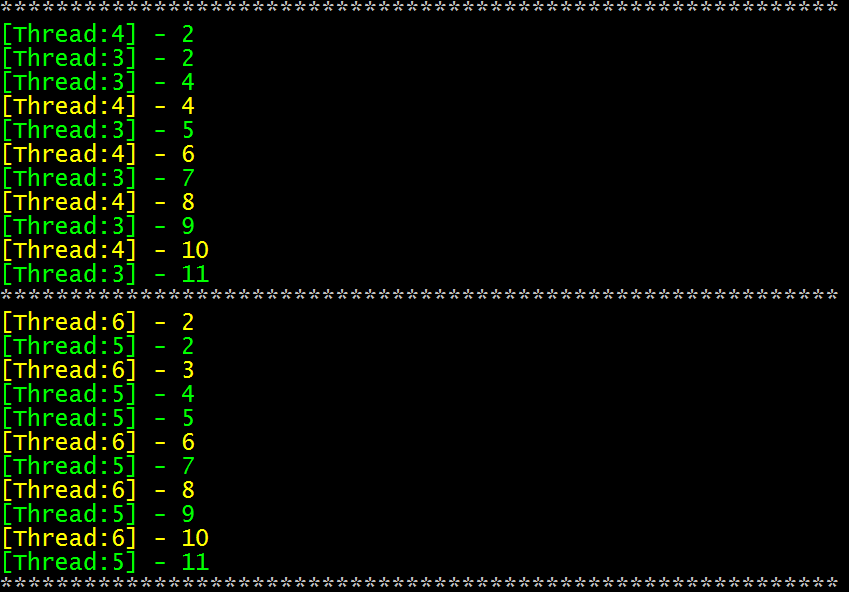 ************************************************************
[Thread:4] - 2
[Thread:3] - 2
[Thread:3] - 4
[Thread:4] - 4
[Thread:3] - 5
[Thread:4] - 6
[Thread:3] - 7
[Thread:4] - 8
[Thread:3] - 9
[Thread:4] - 10
[Thread:3] - 11
************************************************************
[Thread:6] - 2
[Thread:5] - 2
[Thread:6] - 3
[Thread:5] - 4
[Thread:5] - 5
[Thread:6] - 6
[Thread:5] - 7
[Thread:6] - 8
[Thread:5] - 9
[Thread:6] - 10
[Thread:5] - 11
************************************************************